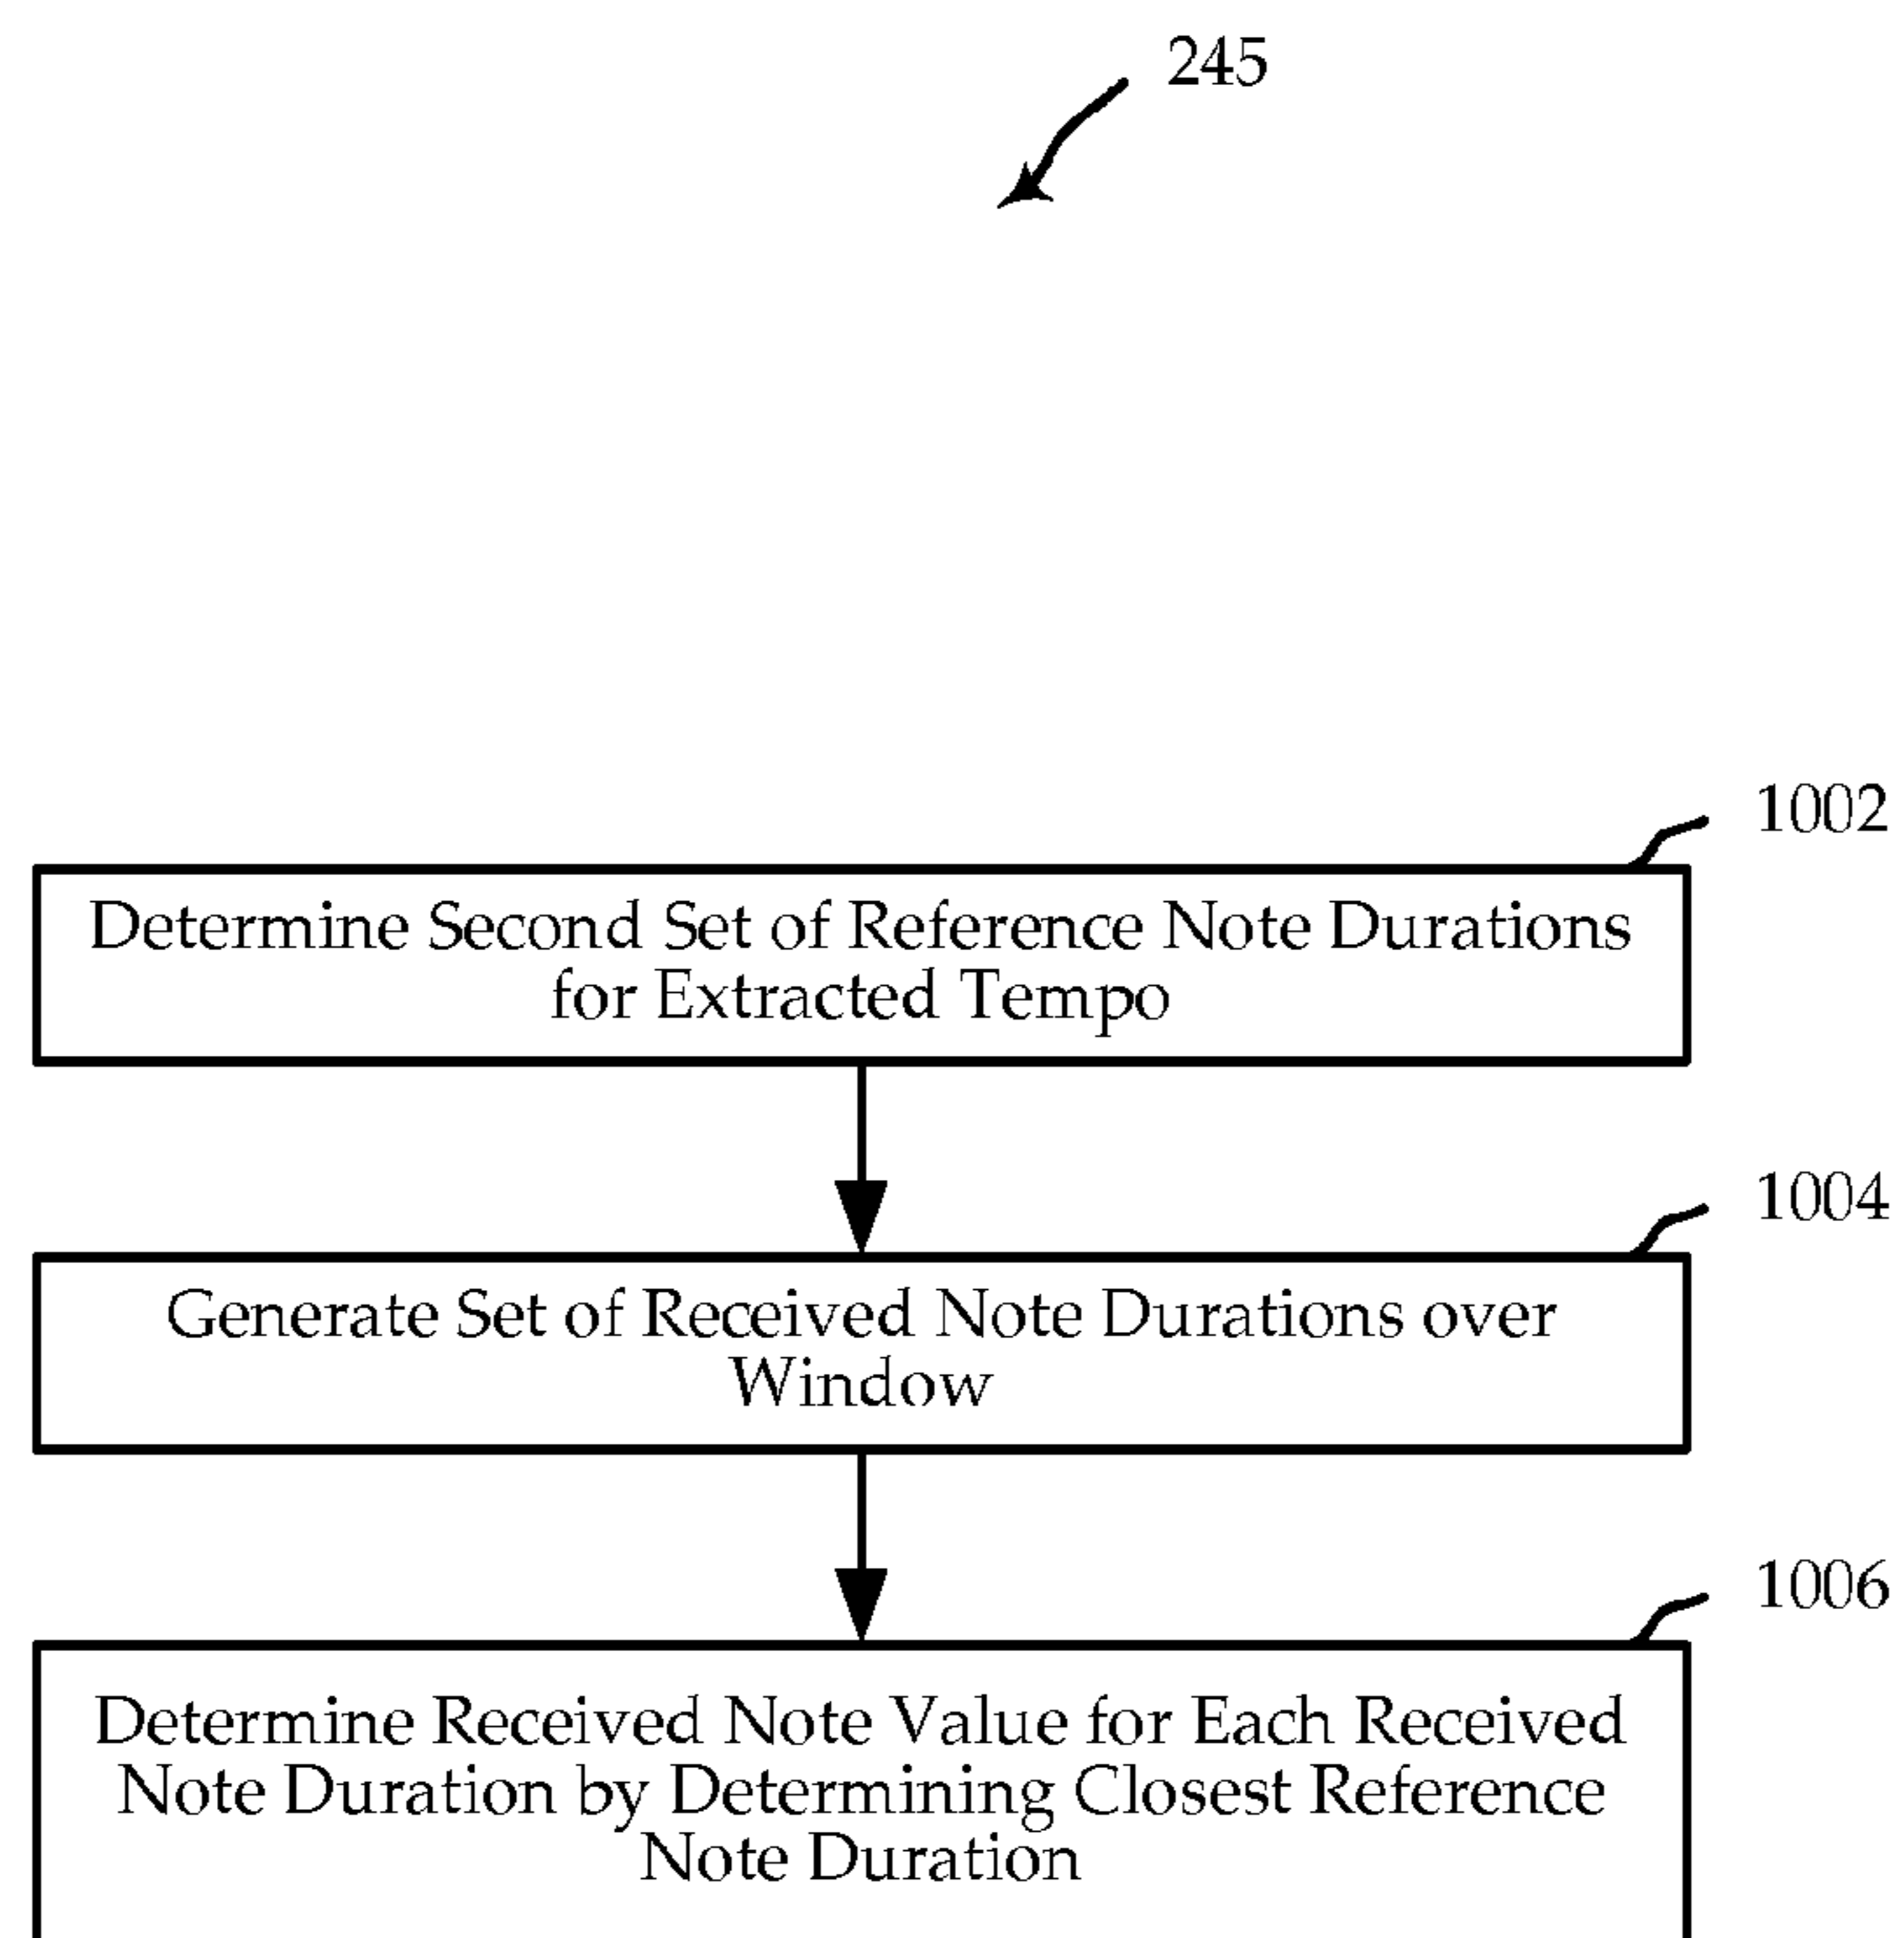 245
1002
Determine Second Set of Reference Note Durations
for Extracted Tempo
1004
Generate Set of Received Note Durations over
Window
1006
Determine Received Note Value for Each Received
Note Duration by Determining Closest Reference
Note Duration